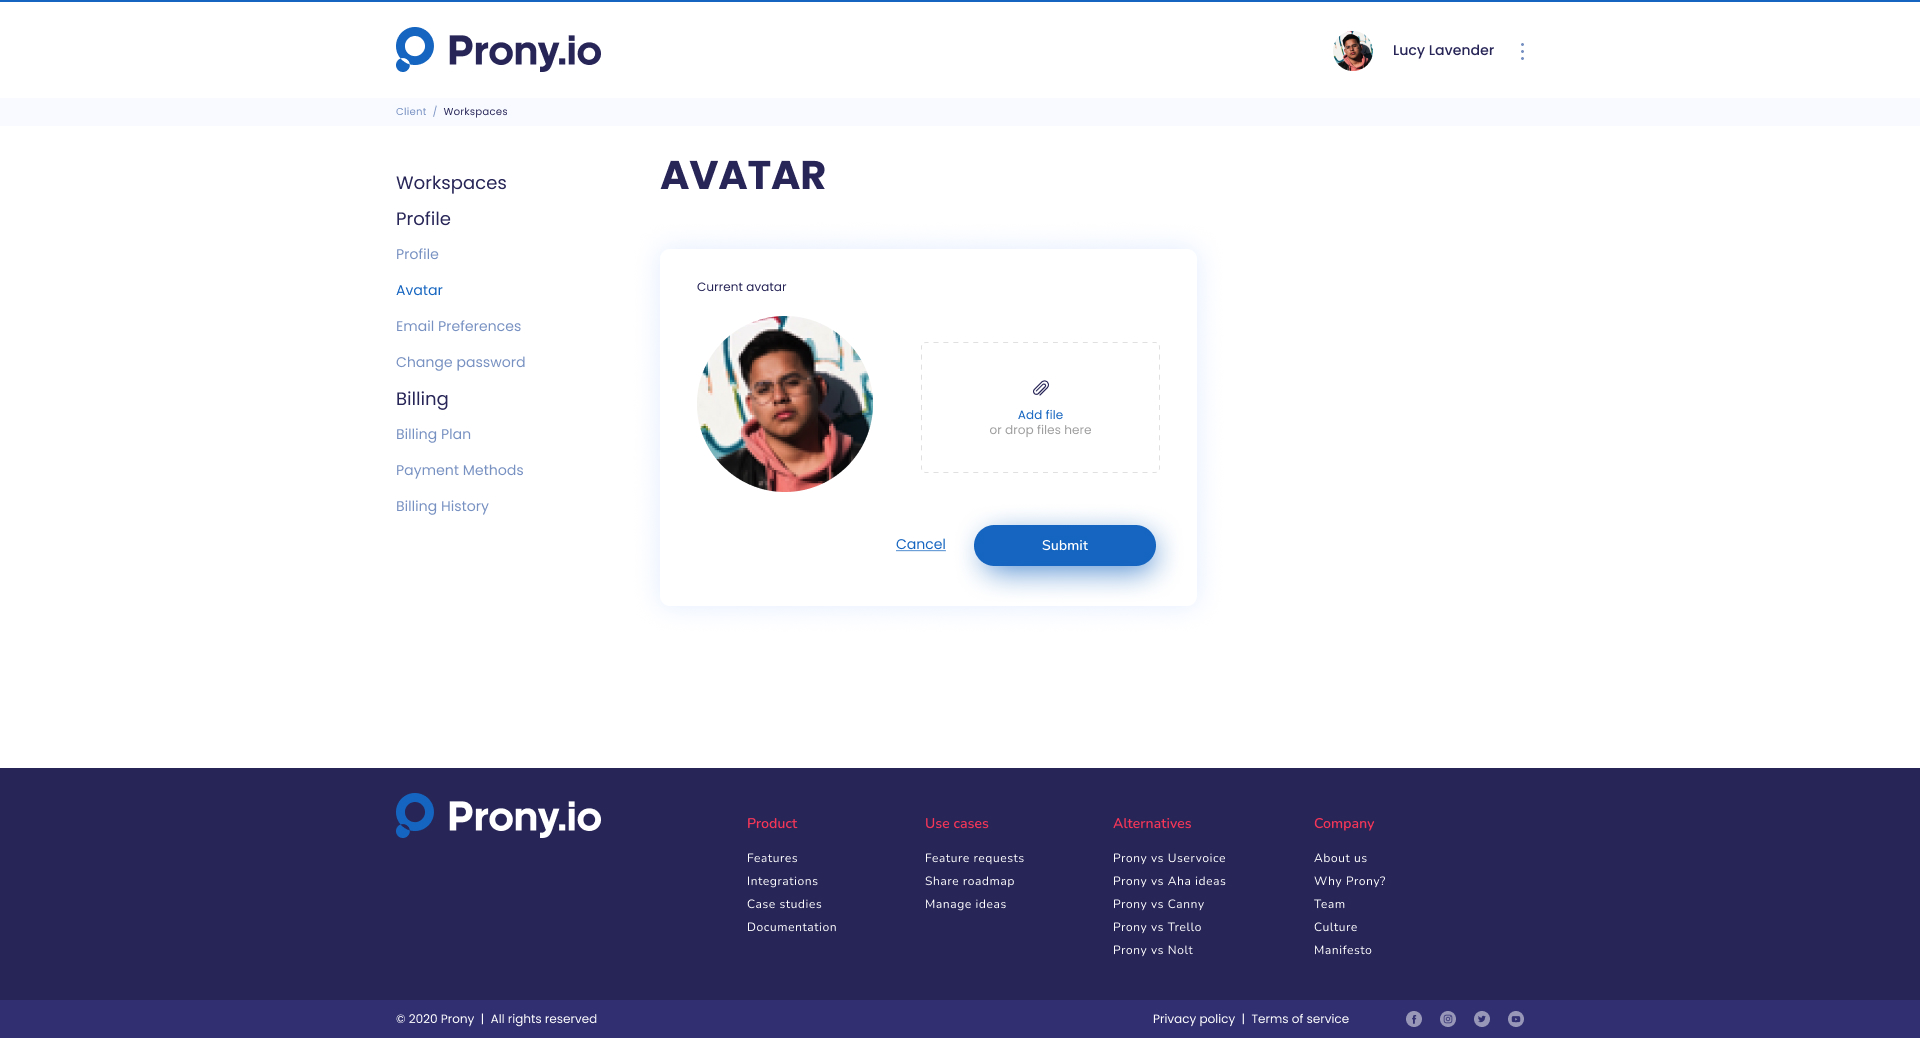 Prony.io
Lucy Lavender
Client / Workspaces
AVATAR
Workspaces
Profile
Profile
Avatar
Email Preferences
Change password
Billing
Billing Plan
Payment Methods
Billing History
Current avatar
Add file
or drop files here
Cancel
Submit
Prony.io
Product
Features
Integrations
Case studies
Documentation
Use cases
Feature requests
Share roadmap
Manage ideas
Alternatives
Prony vs Uservoice
Prony vs Aha ideas
Prony vs Canny
Prony vs Trello
Prony vs Nolt
Company
About us
Why Prony?
Team
Culture
Manifesto
© 2020 Prony | All rights reserved
Privacy policy | Terms of service